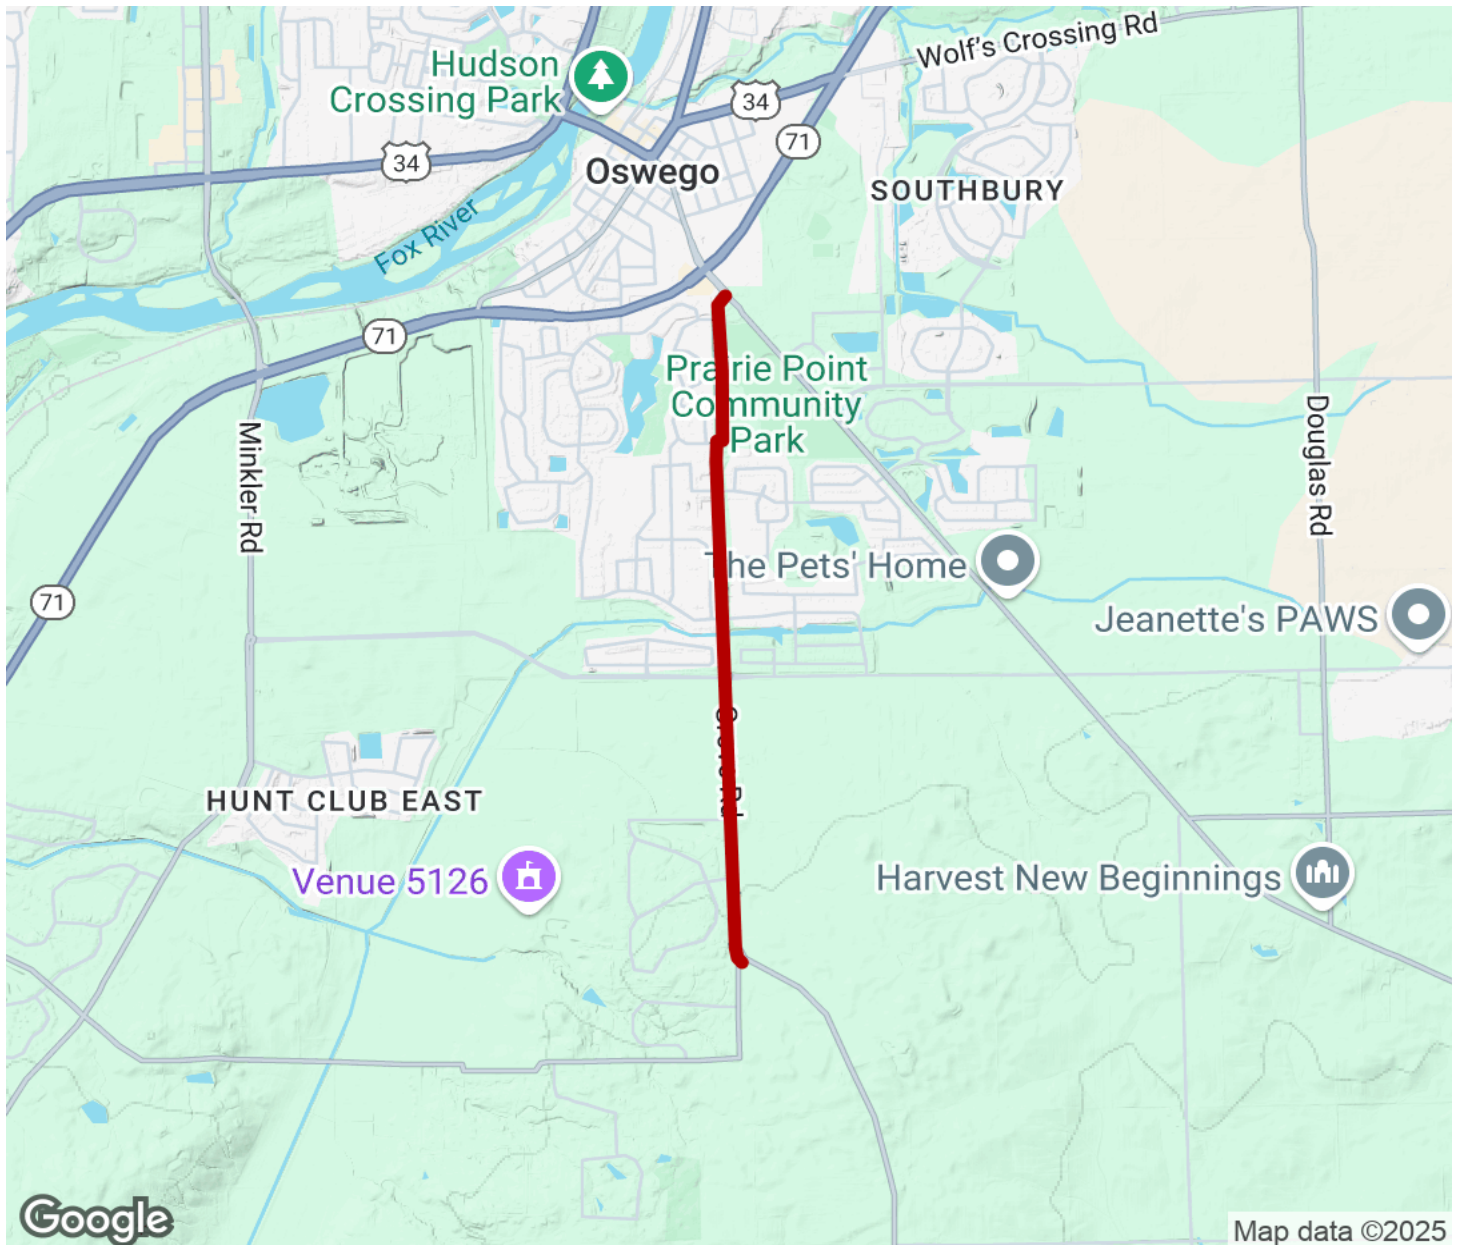 Wolf's Crossing Rd
Hudson
Crossing Park
34
34
71
Oswego
SOUTHBURY
Fox River
71
Prairie Point
Community
Park
Minkler Rd
Douglas Rd
The Pets' Home
71
Jeanette's PAWS
Grove Rd
HUNT CLUB EAST
Venue 5126
Harvest New Beginnings
Google
Map data ©2025